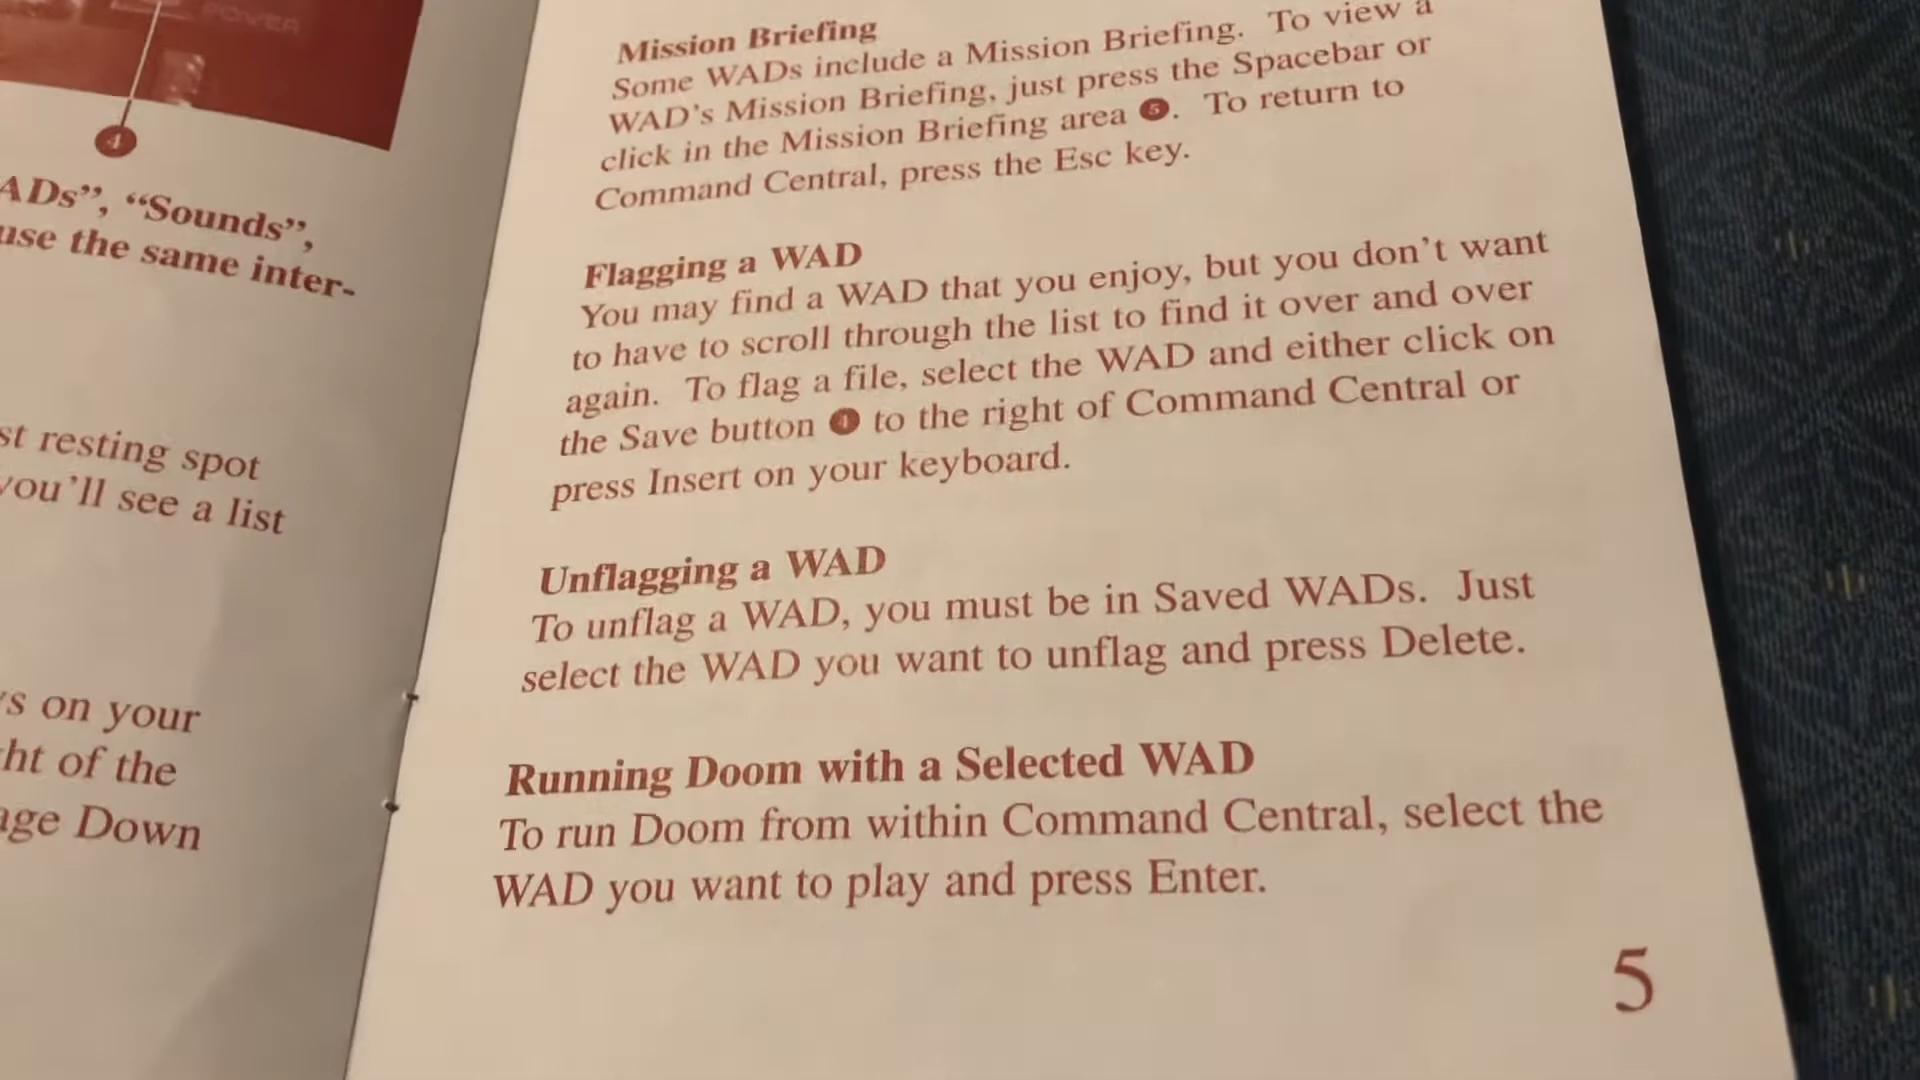 POWER
4
ADs”, “Sounds”,
use the same inter-
st resting spot
you’ll see a list
s on your
ht of the
age Down
Mission Briefing
Some WADs include a Mission Briefing. To view a
WAD’s Mission Briefing, just press the Spacebar or
click in the Mission Briefing area 5. To return to
Command Central, press the Esc key.
Flagging a WAD
You may find a WAD that you enjoy, but you don’t want
to have to scroll through the list to find it over and over
again. To flag a file, select the WAD and either click on
the Save button 4 to the right of Command Central or
press Insert on your keyboard.
Unflagging a WAD
To unflag a WAD, you must be in Saved WADs. Just
select the WAD you want to unflag and press Delete.
Running Doom with a Selected WAD
To run Doom from within Command Central, select the
WAD you want to play and press Enter.
5